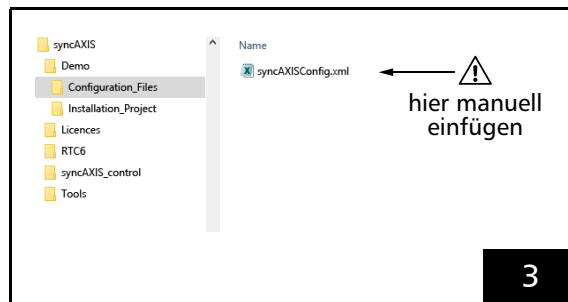 syncAXIS
Demo
Configuration_Files
Installation_Project
Licences
RTC6
syncAXIS_control
Tools
Name
syncAXISConfig.xml
hier manuell
einfügen
3